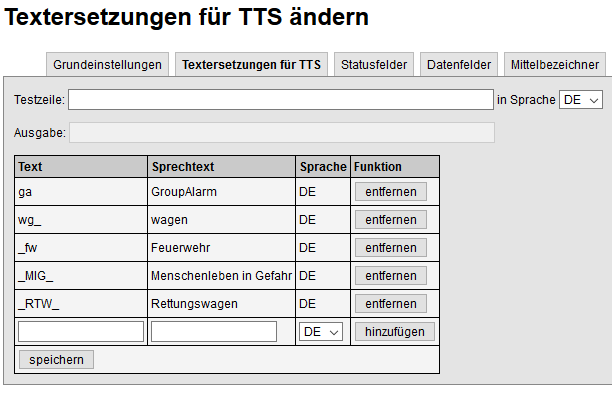 Textersetzungen für TTS ändern
Grundeinstellungen Textersetzungen für TTS Statusfelder Datenfelder Mittelbezeichner
Testzeile: in Sprache DE
Ausgabe:
Text Sprechtext Sprache Funktion
ga GroupAlarm DE entfernen
wg_ wagen DE entfernen
_fw Feuerwehr DE entfernen
_MIG_ Menschenleben in Gefahr DE entfernen
_RTW_ Rettungswagen DE entfernen
DE hinzufügen
speichern